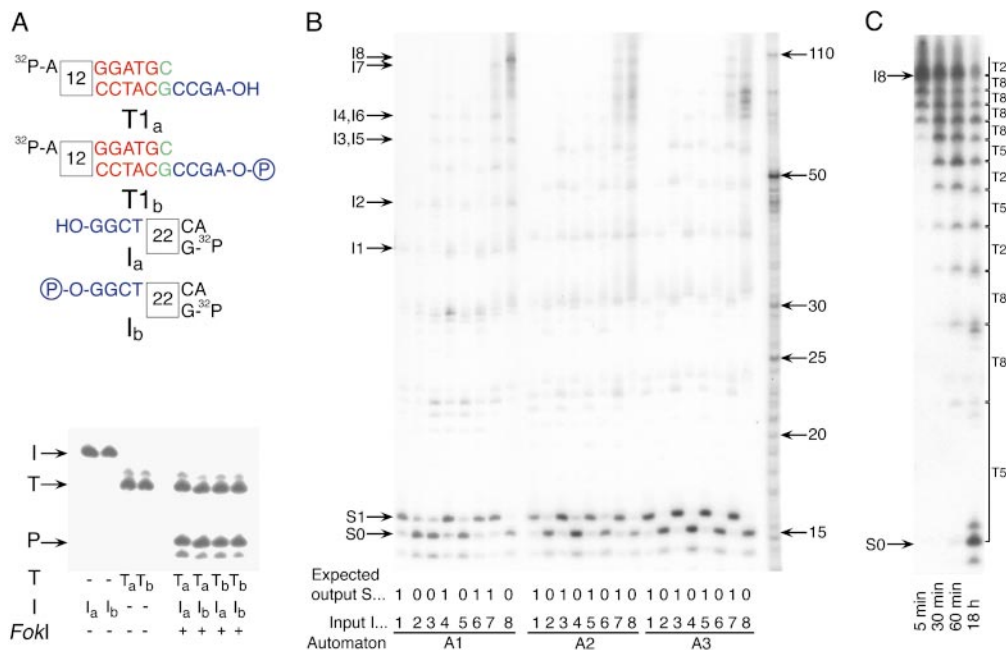 A
32P-A 12 GGATGC
CCTACGCCGA-OH
T1a
32P-A 12 GGATGC
CCTACGCCGA-O-P
T1b
HO-GGCT 22 CA
G-32P
Ia
P-O-GGCT 22 CA
G-32P
Ib
I
T
P
T - - TaTb Ta Ta Tb Tb
I Ia Ib - - Ia Ib Ia Ib
FokI - - - - + + + +
B
I8
I7
I4, I6
I3, I5
I2
I1
S1
S0
110
50
30
25
20
15
Expected
output S... 1 0 0 1 0 1 1 0 1 0 1 0 1 0 1 0 1 0 1 0 1 0 1 0
Input I... 1 2 3 4 5 6 7 8 1 2 3 4 5 6 7 8 1 2 3 4 5 6 7 8
Automaton A1 A2 A3
C
I8
S0
T2
T8
T8
T8
T5
T2
T5
T2
T8
T8
T5
5 min
30 min
60 min
18 h